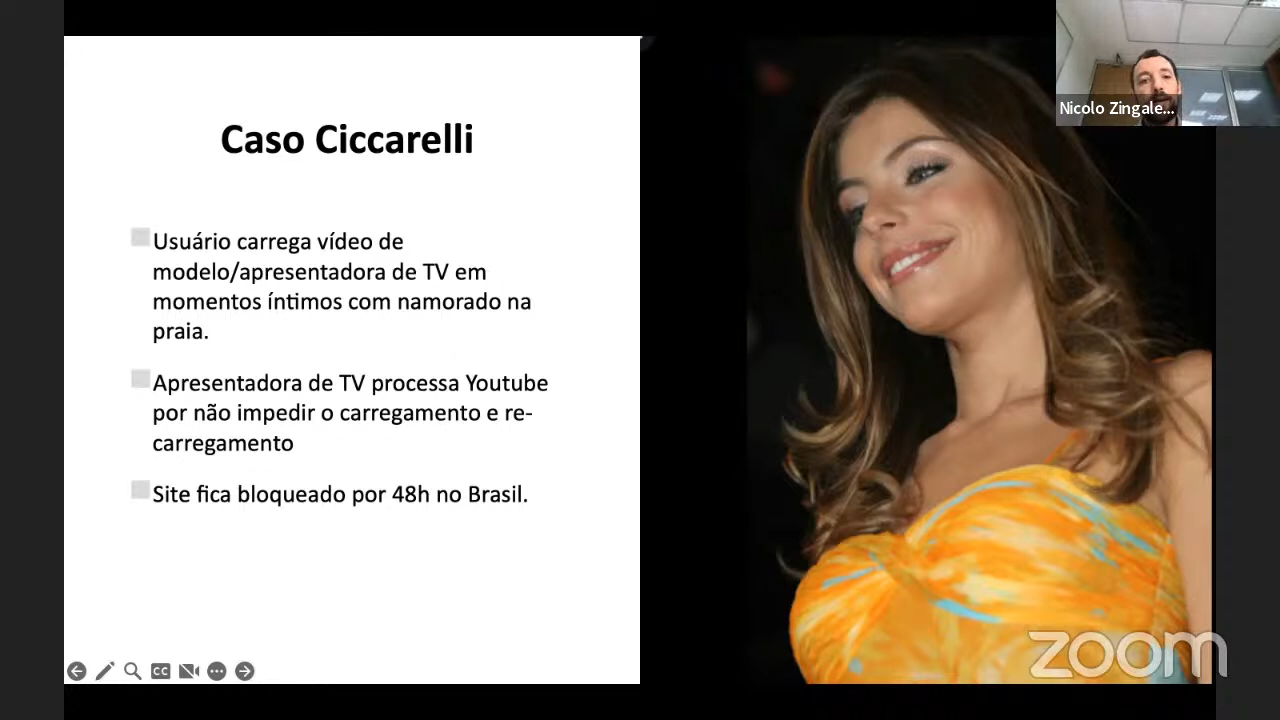 Caso Ciccarelli
Usuário carrega vídeo de
modelo/apresentadora de TV em
momentos íntimos com namorado na
praia.
Apresentadora de TV processa Youtube
por não impedir o carregamento e re-
carregamento
Site fica bloqueado por 48h no Brasil.
Nicolo Zingale...
CC
zoom